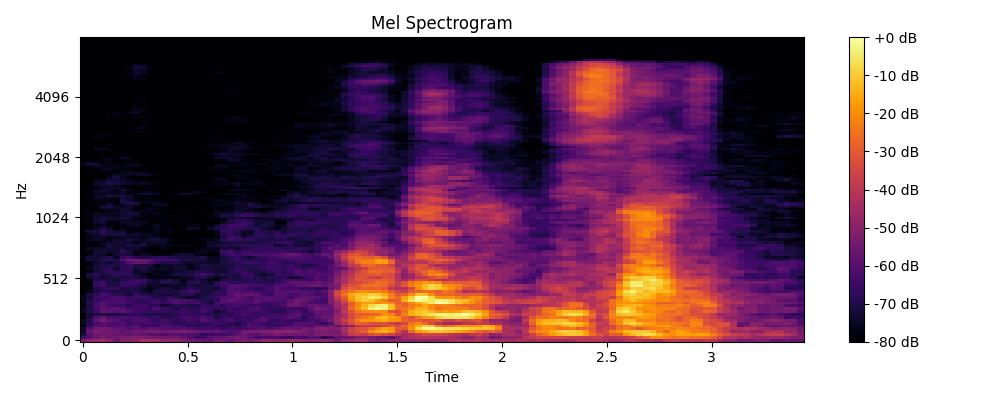 Mel Spectrogram
+0 dB
-10 dB
-20 dB
-30 dB
-40 dB
-50 dB
-60 dB
-70 dB
-80 dB
Hz
4096
2048
1024
512
0
0 0.5 1 1.5 2 2.5 3
Time